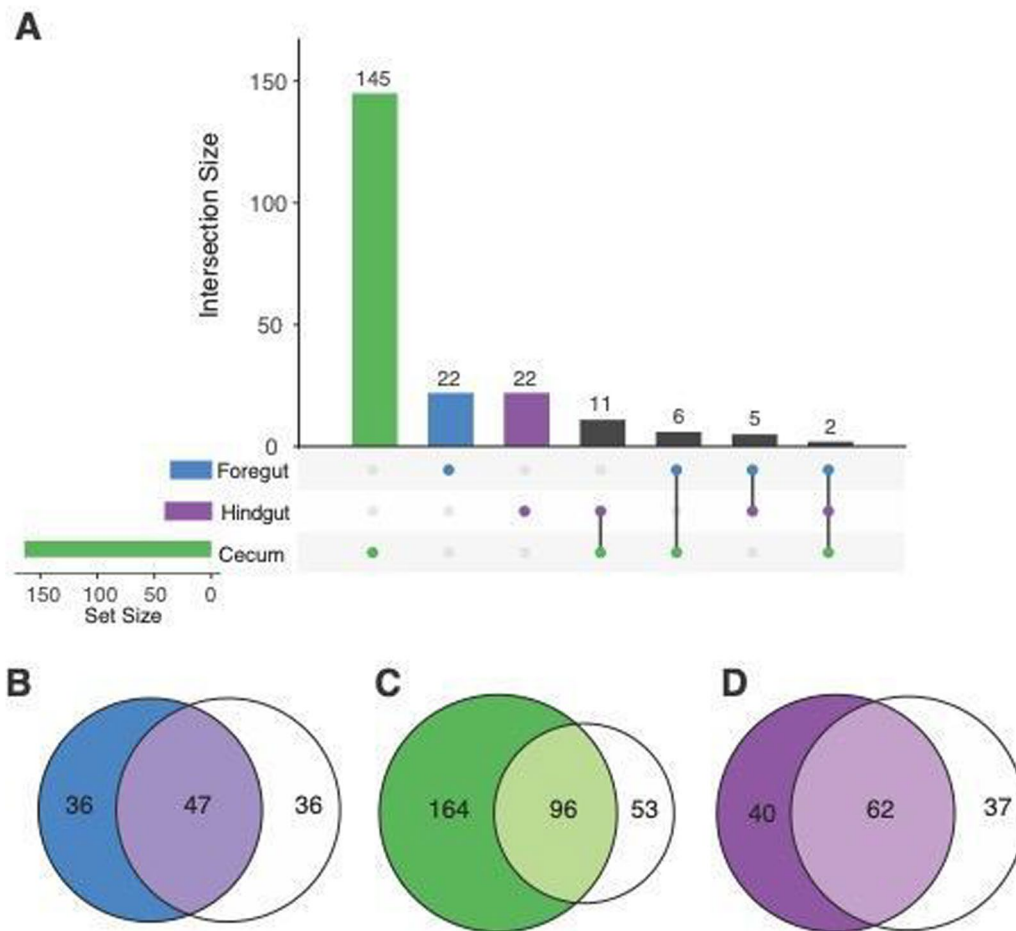 A
Intersection Size
150
100
50
0
145
22
22
11
6
5
2
Foregut
Hindgut
Cecum
150 100 50 0
Set Size
B
36 47 36
C
164 96 53
D
40 62 37